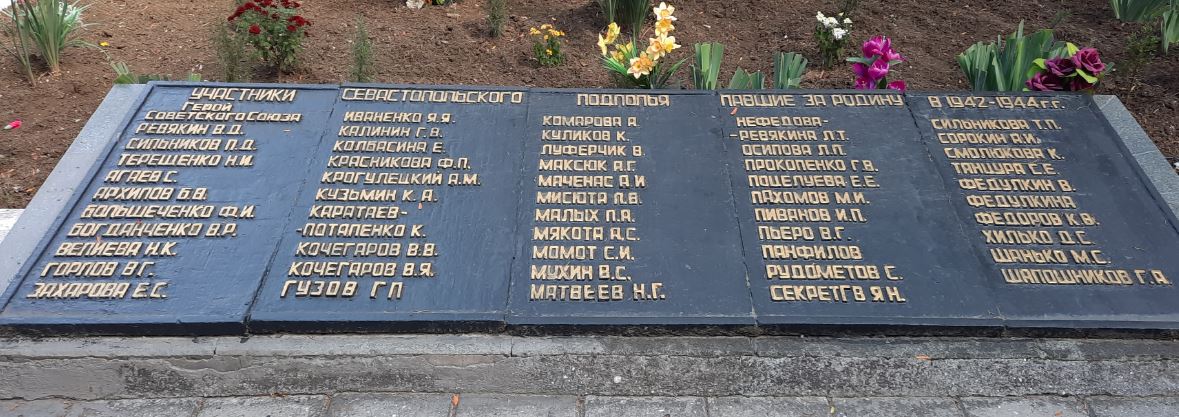 УЧАСТНИКИ СЕВАСТОПОЛЬСКОГО ПОДПОЛЬЯ ПАВШИЕ ЗА РОДИНУ В 1942-1944 г.г.
ГЕРОЙ
СОВЕТСКОГО СОЮЗА
РЕВЯКИН В.Д.
СИЛЬНИКОВ П.Д.
ТЕРЕЩЕНКО Н.И.
АГАЕВ С.
АРХИПОВ Б.В.
БОЛЬШЕЧЕНКО Ф.И.
БОГДАНЧЕНКО В.Р.
ВЕЛИЕВА Н.К.
ГОРЛОВ В.Г.
ЗАХАРОВА Е.С.
ИВАНЕНКО Я.Я.
КАЛИНИН Г.В.
КОЛБАСИНА Е.
КРАСНИКОВА Ф.П.
КРОГУЛЕЦКИЙ А.М.
КУЗЬМИН К.А.
КАРАТАЕВ-
-ПОТАПЕНКО К.
КОЧЕГАРОВ В.В.
КОЧЕГАРОВ В.Я.
ГУЗОВ Г.П
КОМАРОВА А.
КУЛИКОВ К.
ЛУФЕРЧИК В.
МАКСЮК А.Г.
МАЧЕНАС А.И
МИСЮТА Л.В.
МАЛЫХ П.А.
МЯКОТА А.С.
МОМОТ С.И.
МУХИН В.С.
МАТВЕЕВ Н.Г.
НЕФЕДОВА-
-РЕВЯКИНА Л.Т.
ОСИПОВА Л.П.
ПРОКОПЕНКО Г.В.
ПОЦЕЛУЕВА Е.Е.
ПАХОМОВ М.И.
ПИВАНОВ И.П.
ПЬЕРО В.Г.
ПАНФИЛОВ
РУДОМЕТОВ С.
СЕКРЕТГВ Я.Н.
СИЛЬНИКОВА Т.П.
СОРОКИН А.И.
СМОЛЮКОВА К.
ТАНЦУРА С.Е.
ФЕДУЛКИН В.
ФЕДУЛКИНА
ФЕДОРОВ К.Ф.
ХИЛЬКО Д.С.
ШАНЬКО М.С.
ШАПОШНИКОВ Г.А.